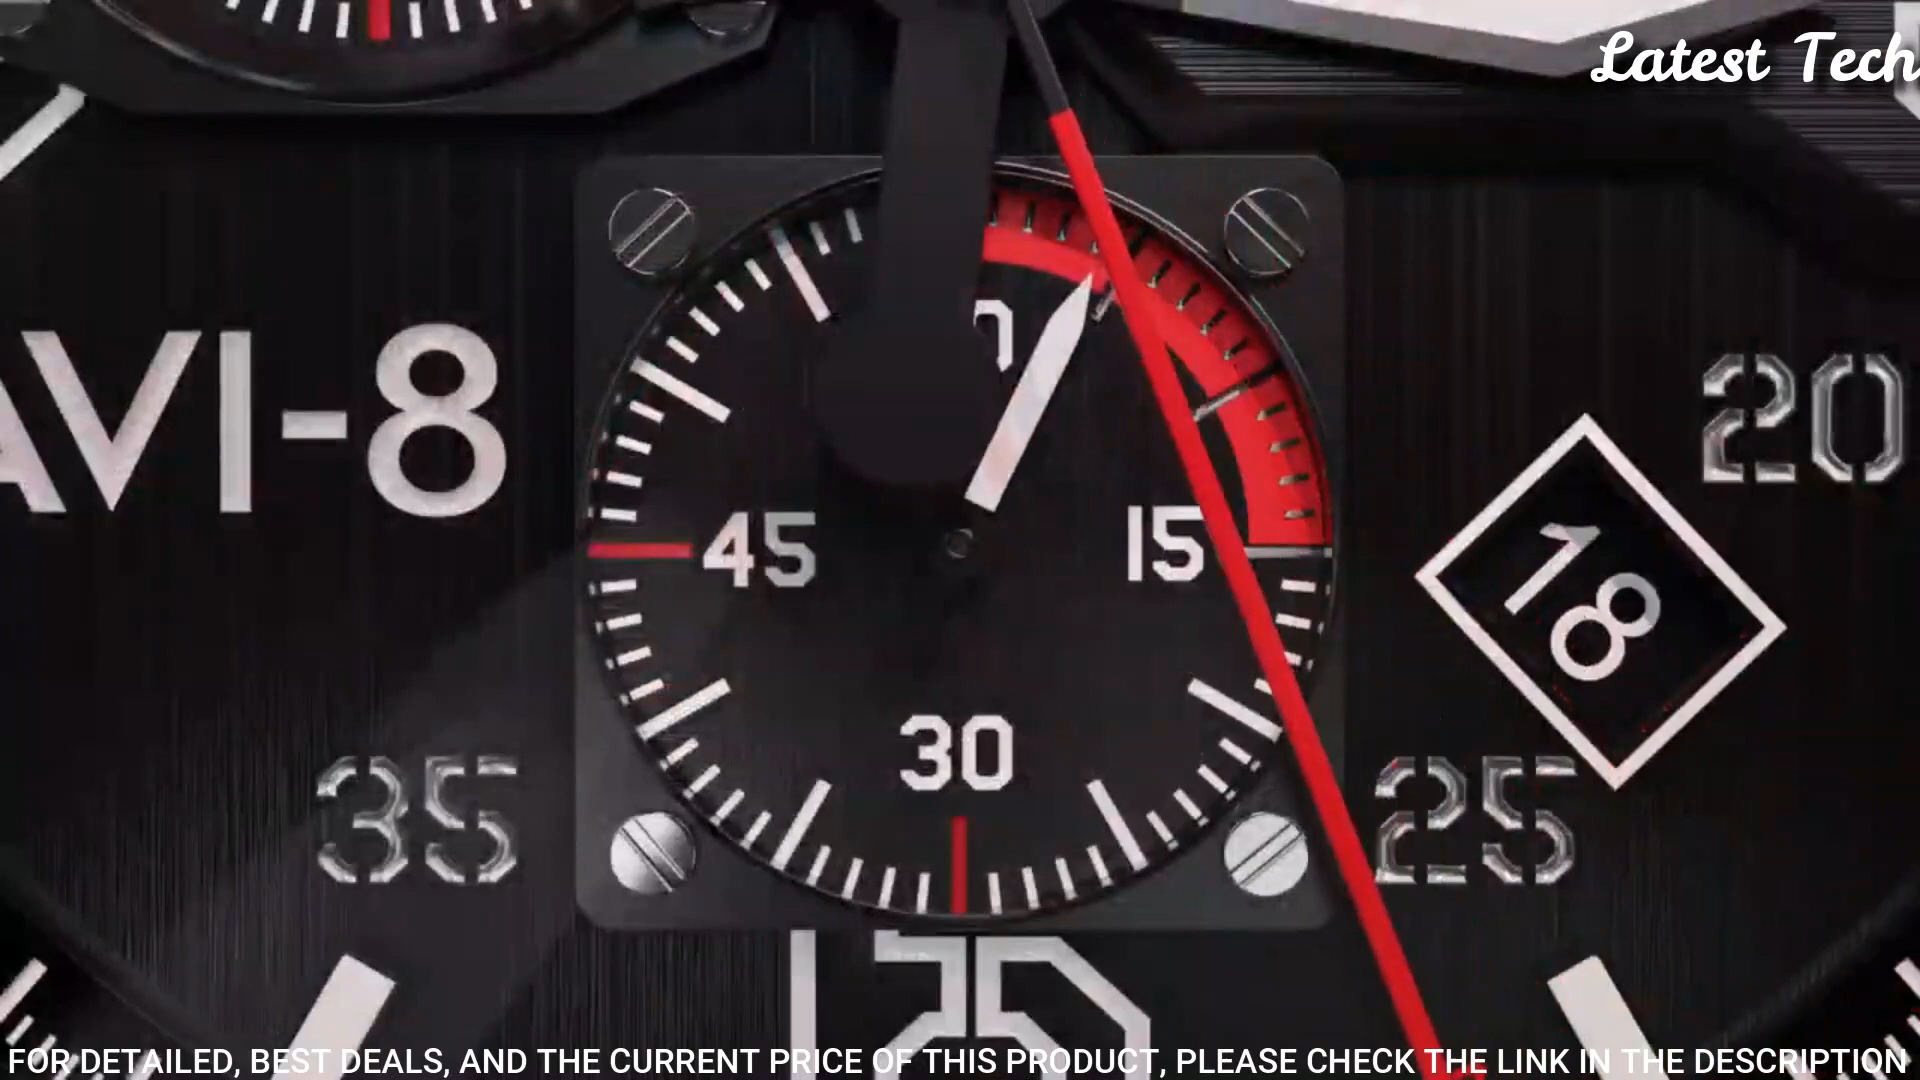 Latest Tech
AVI-8
0
20
45
15
18
30
35
25
FOR DETAILED, BEST DEALS, AND THE CURRENT PRICE OF THIS PRODUCT, PLEASE CHECK THE LINK IN THE DESCRIPTION